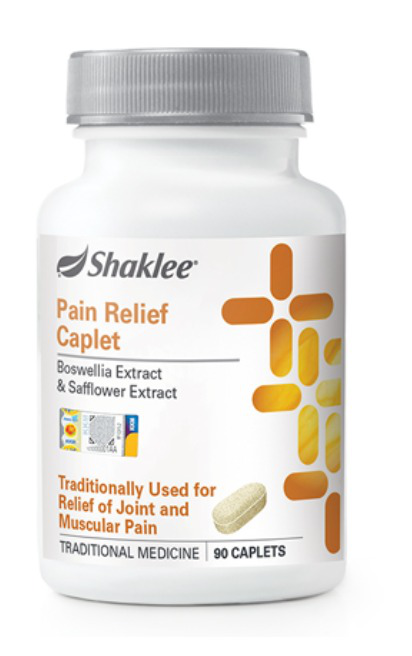 Shaklee®
Pain Relief
Caplet
Boswellia Extract
& Safflower Extract
Traditionally Used for
Relief of Joint and
Muscular Pain
TRADITIONAL MEDICINE | 90 CAPLETS